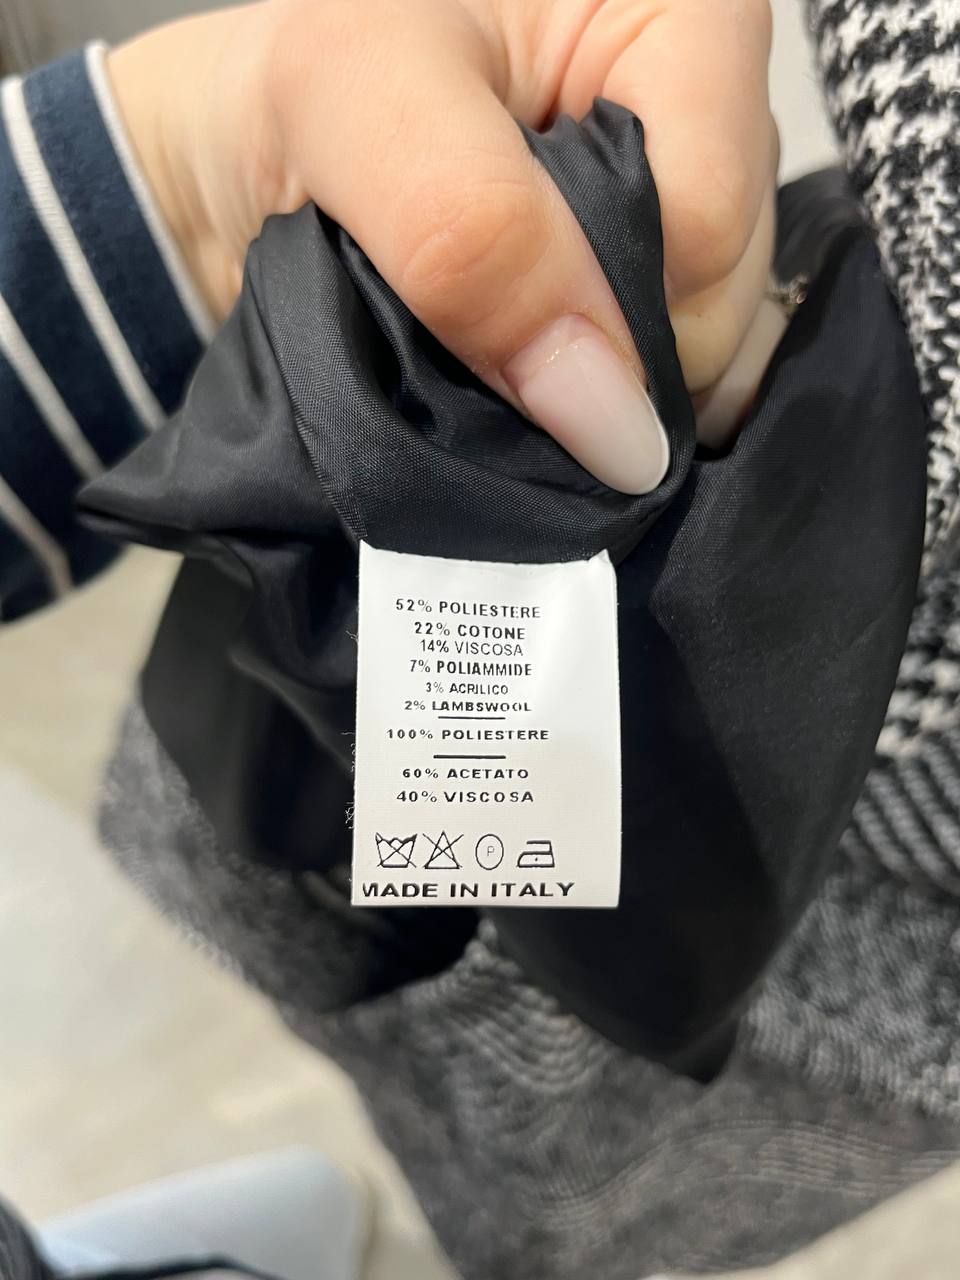 52% POLIESTERE
22% COTONE
14% VISCOSA
7% POLIAMMIDE
3% ACRILICO
2% LAMBSWOOL
100% POLIESTERE
60% ACETATO
40% VISCOSA
P
MADE IN ITALY